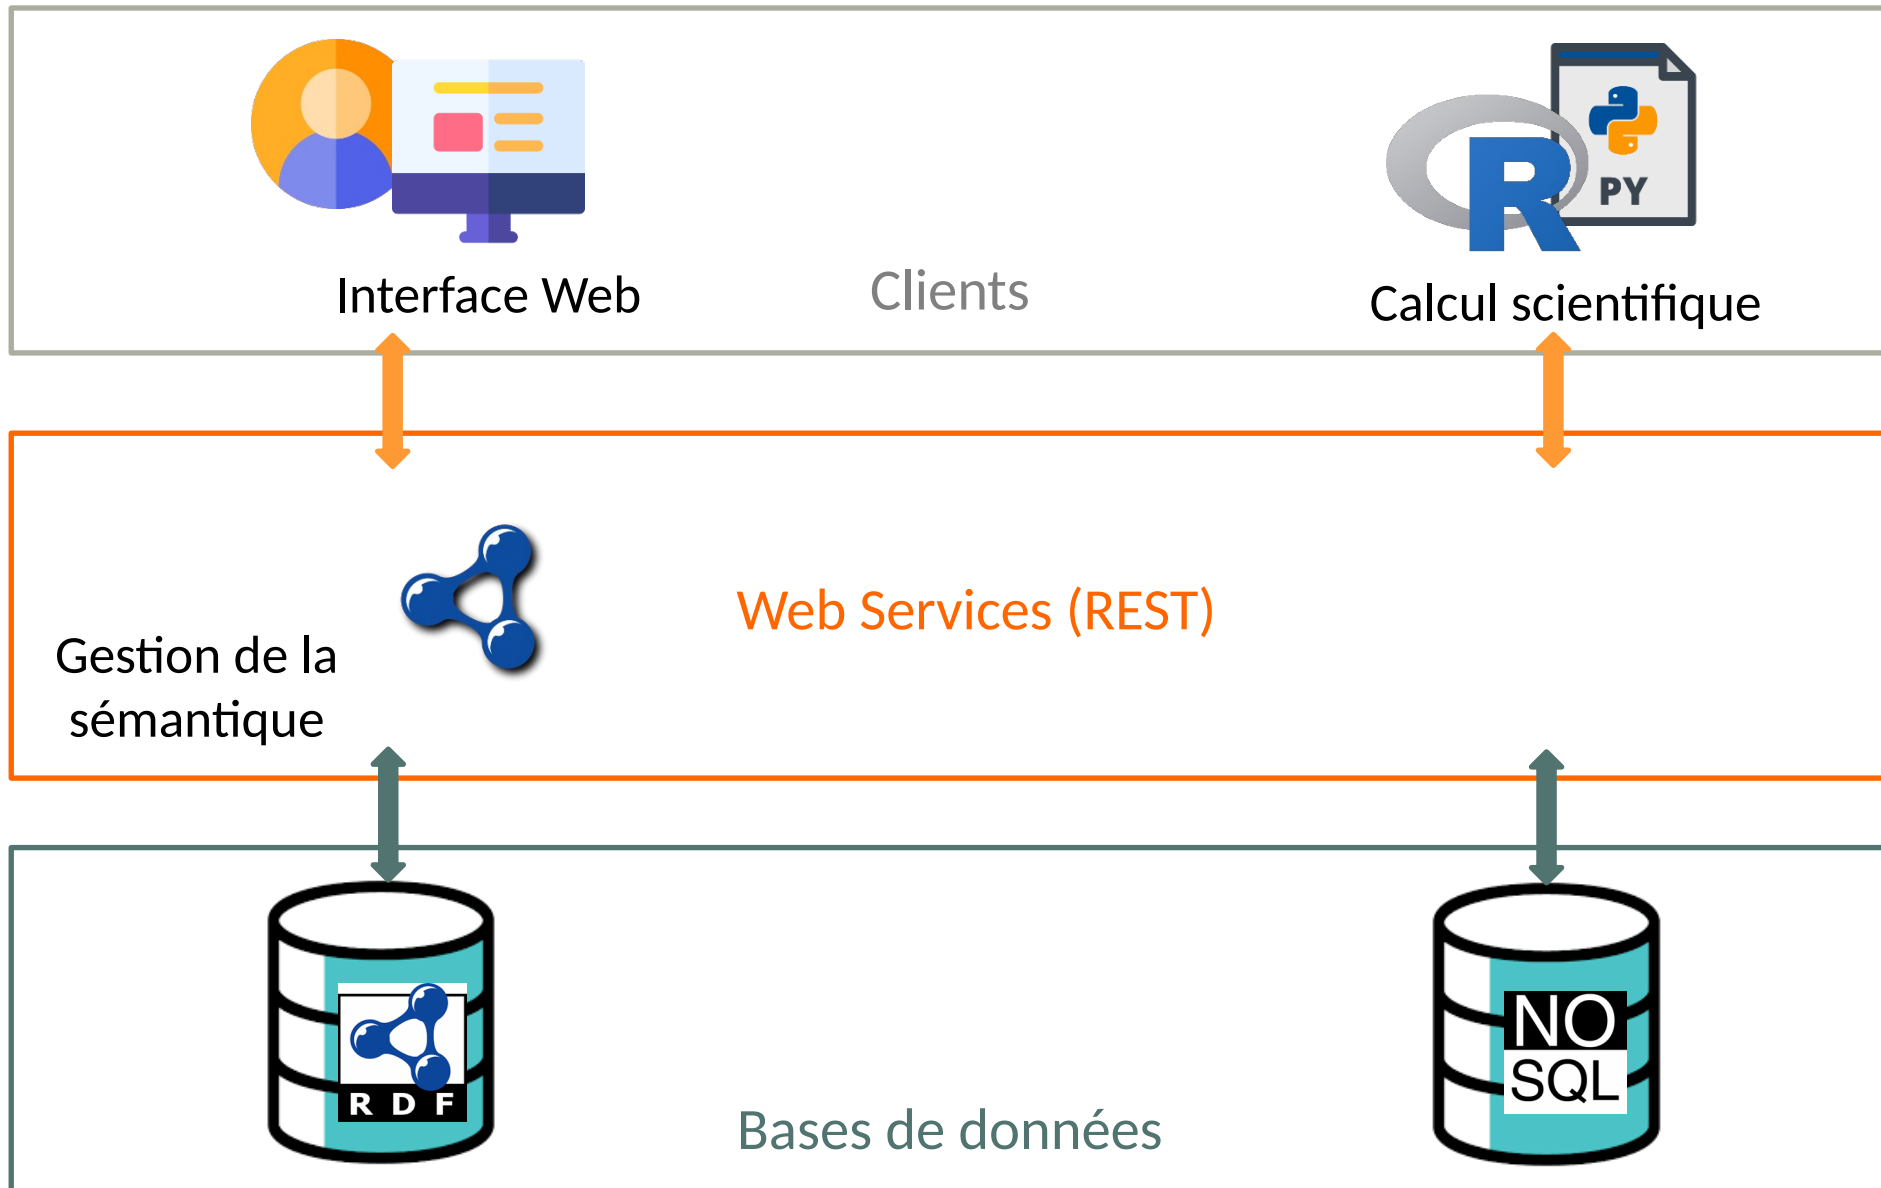 PY
R
Interface Web
Clients
Calcul scientifique
Web Services (REST)
Gestion de la
sémantique
RDF
NO
SQL
Bases de données